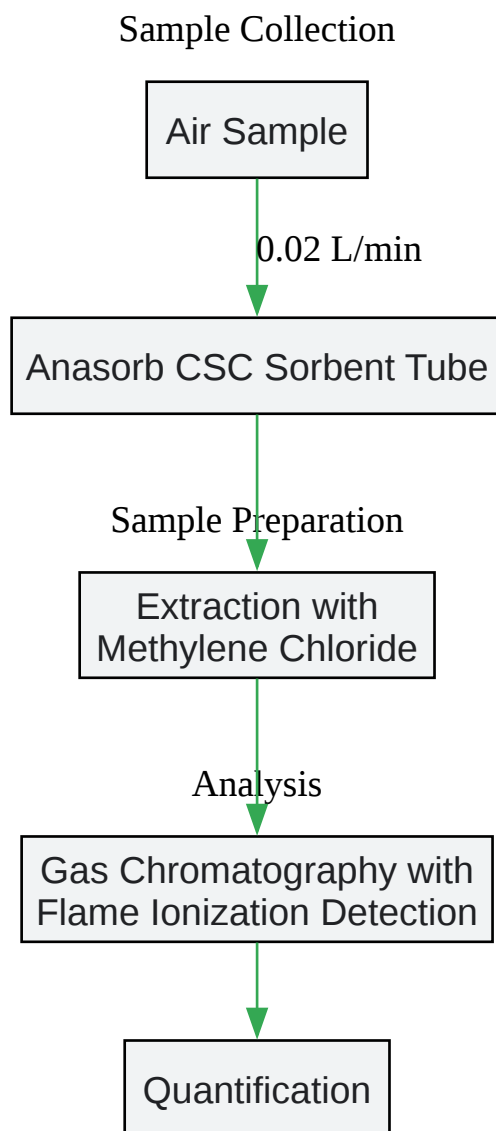 Sample Collection
Air Sample
0.02 L/min
Anasorb CSC Sorbent Tube
Sample Preparation
Extraction with
Methylene Chloride
Analysis
Gas Chromatography with
Flame Ionization Detection
Quantification